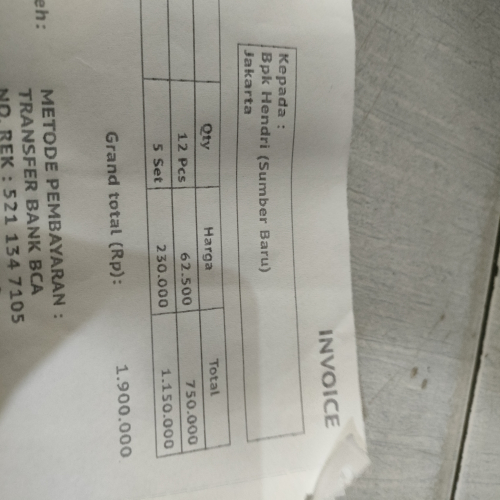 INVOICE
Kepada :
Bpk Hendri (Sumber Baru)
Jakarta
Qty Harga Total
12 Pcs 62.500 750.000
5 Set 230.000 1.150.000
Grand total (Rp): 1.900.000
eh:
METODE PEMBAYARAN :
TRANSFER BANK BCA
NO. REK : 521 134 7105